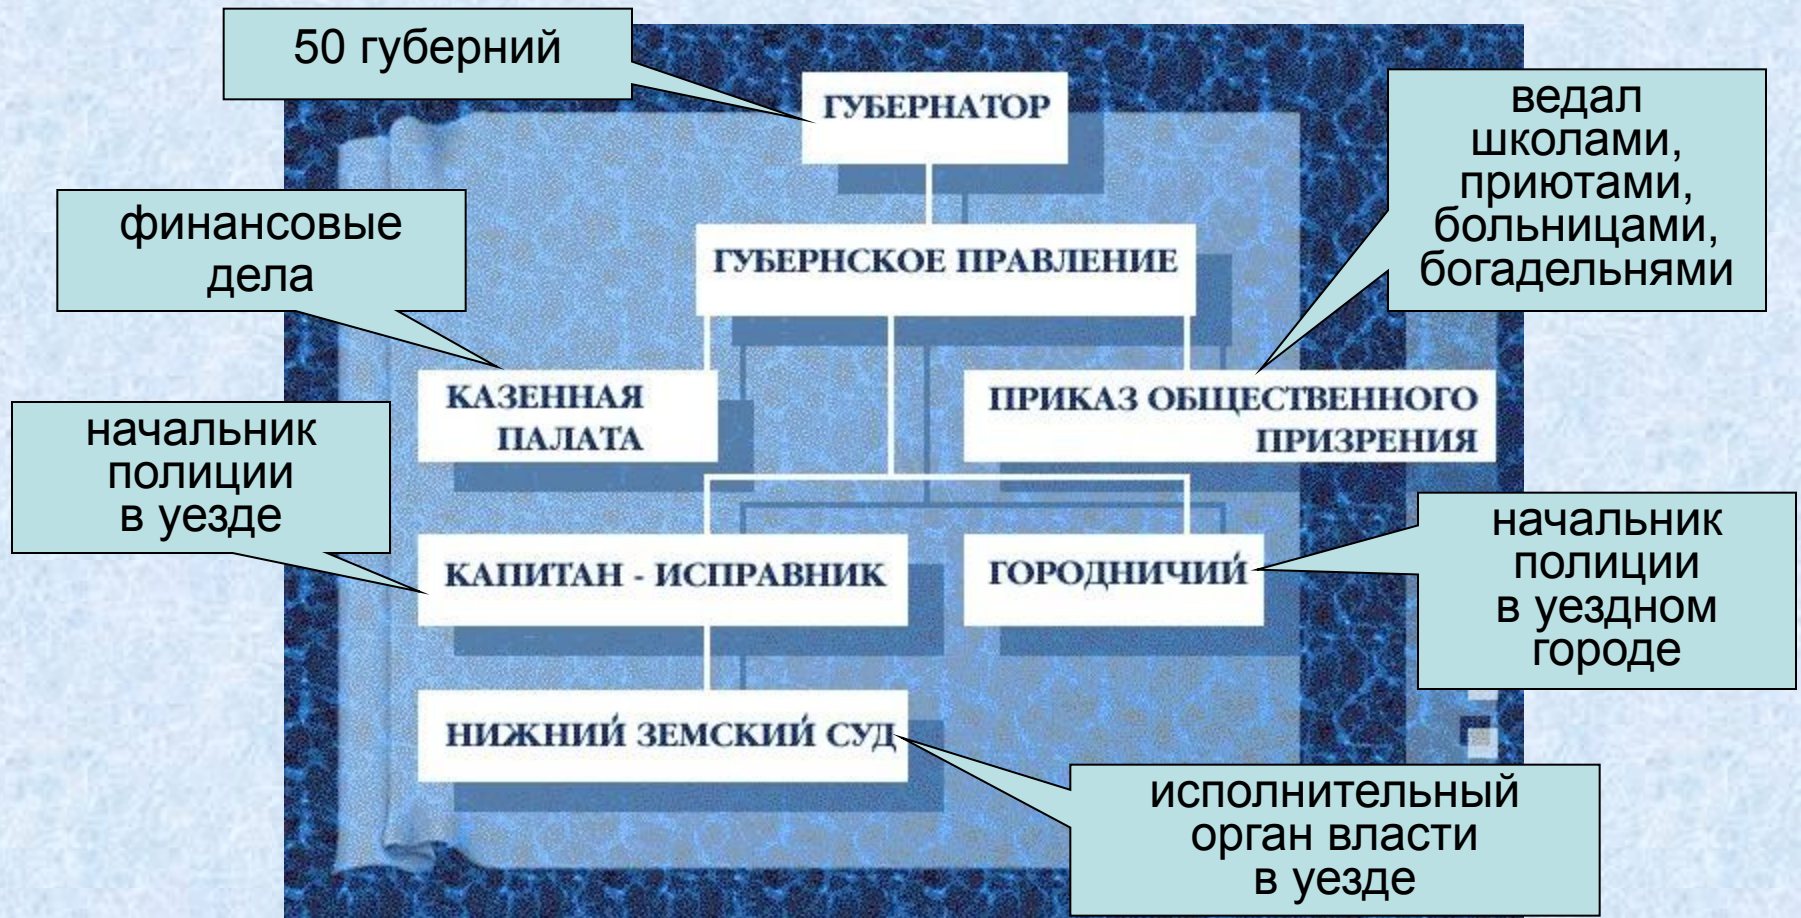 50 губерний
ГУБЕРНАТОР
ведал
школами,
приютами,
больницами,
богадельнями
финансовые
дела
ГУБЕРНСКОЕ ПРАВЛЕНИЕ
КАЗЕННАЯ
ПАЛАТА
ПРИКАЗ ОБЩЕСТВЕННОГО
ПРИЗРЕНИЯ
начальник
полиции
в уезде
КАПИТАН - ИСПРАВНИК
ГОРОДНИЧИЙ
начальник
полиции
в уездном
городе
НИЖНИЙ ЗЕМСКИЙ СУД
исполнительный
орган власти
в уезде